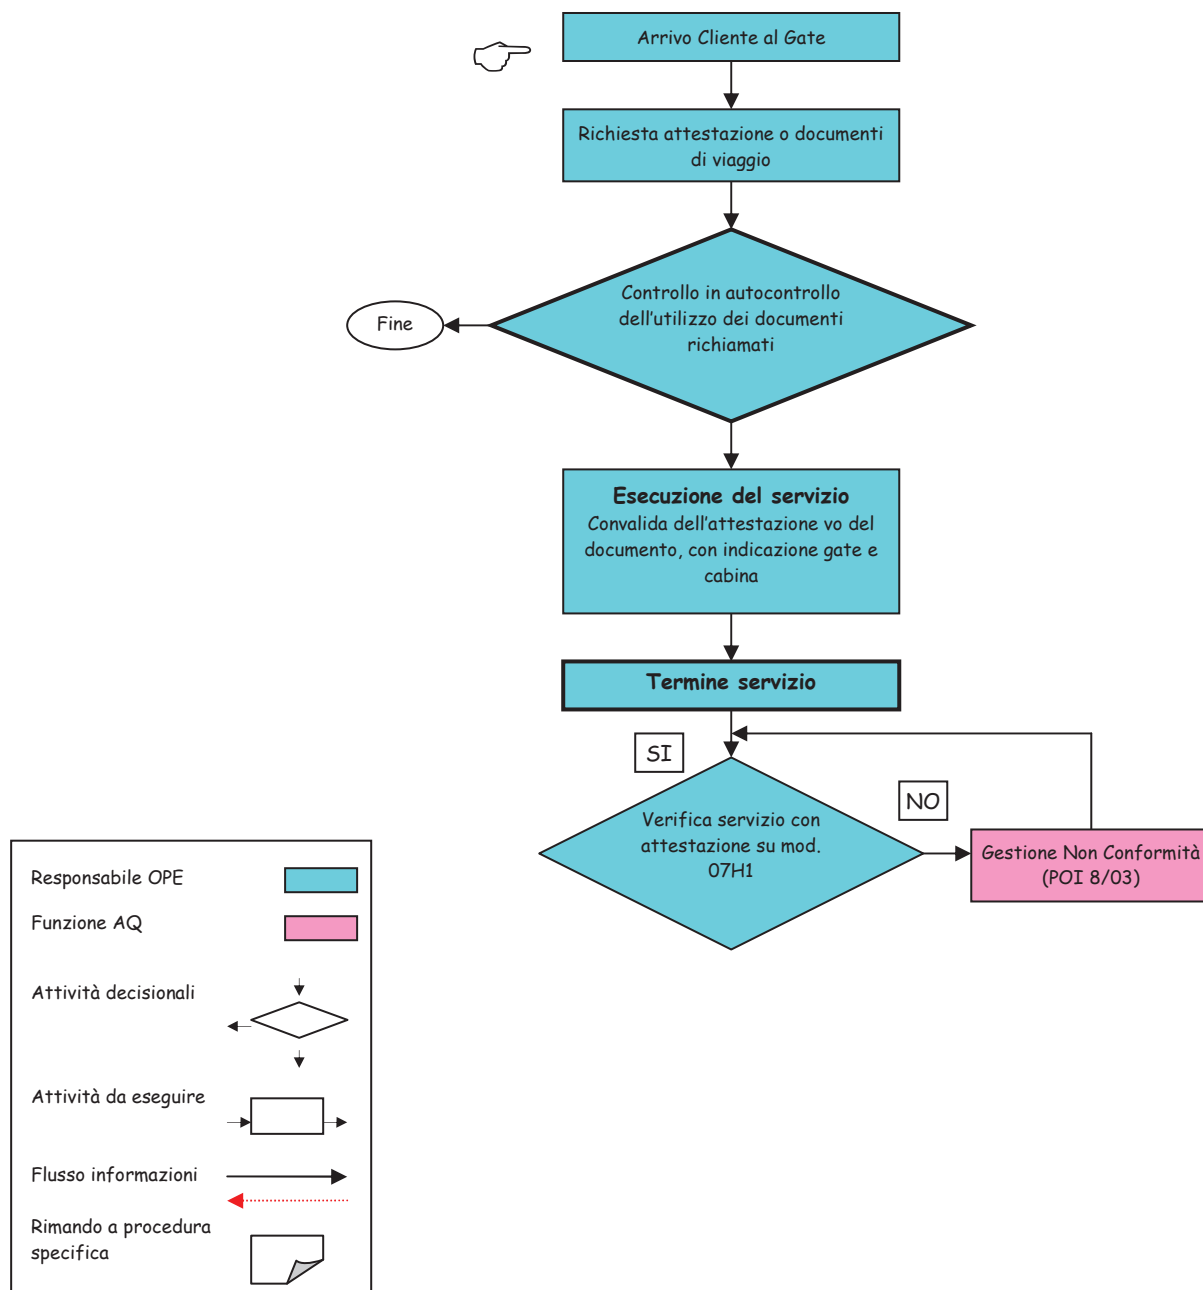 Arrivo Cliente al Gate
Richiesta attestazione o documenti
di viaggio
Controllo in autocontrollo
dell'utilizzo dei documenti
richiamati
Fine
Esecuzione del servizio
Convalida dell'attestazione vo del
documento, con indicazione gate e
cabina
Termine servizio
SI
NO
Verifica servizio con
attestazione su mod.
07H1
Gestione Non Conformità
(POI 8/03)
Responsabile OPE
Funzione AQ
Attività decisionali
Attività da eseguire
Flusso informazioni
Rimando a procedura
specifica